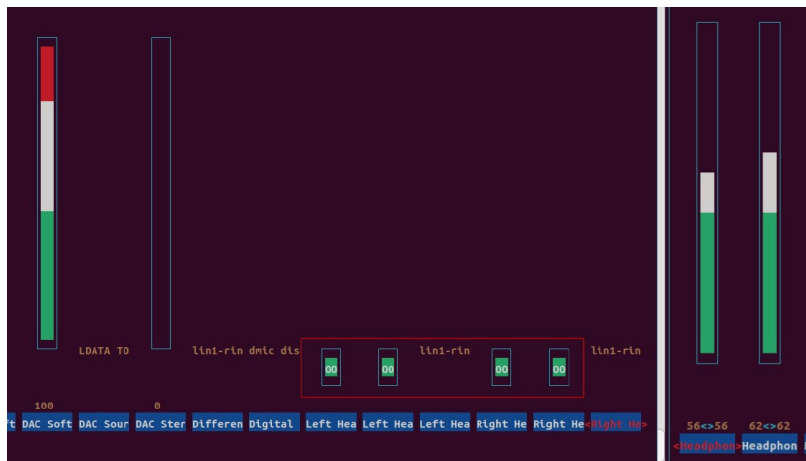 LDATA TO lin1-rin dmic dis lin1-rin lin1-rin
OO OO OO OO
100 0
ft DAC Soft DAC Sour DAC Ster Differen Digital Left Hea Left Hea Left Hea Right He Right He <Right He>
56<>56 62<>62
<Headphon>Headphon